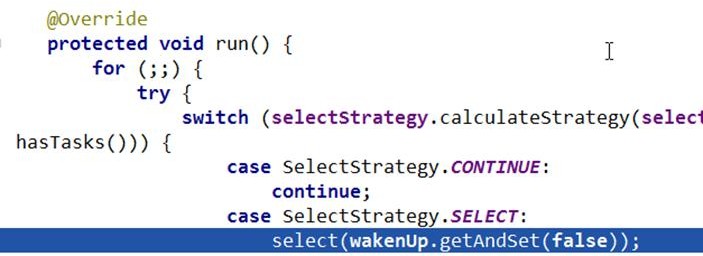 @Override
protected void run() {
for (;;) {
try {
switch (selectStrategy.calculateStrategy(select
hasTasks())) {
case SelectStrategy.CONTINUE:
continue;
case SelectStrategy.SELECT:
select(wakenUp.getAndSet(false));